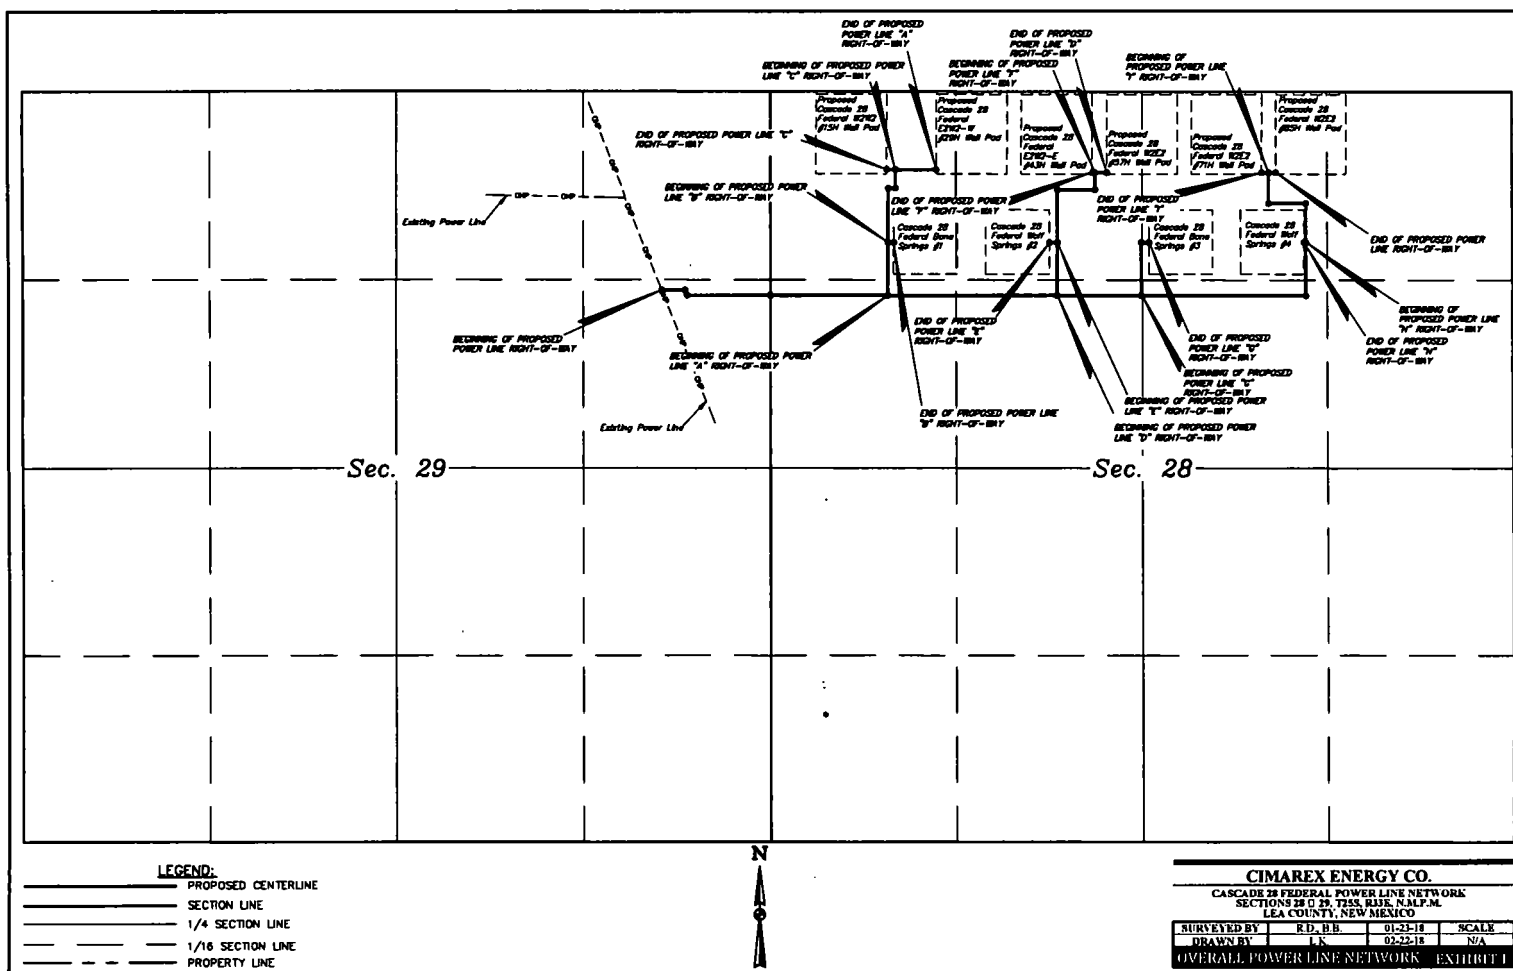 END OF PROPOSED
POWER LINE "A"
RIGHT-OF-WAY
END OF PROPOSED
POWER LINE "D"
RIGHT-OF-WAY
BEGINNING OF PROPOSED POWER
LINE "C" RIGHT-OF-WAY
BEGINNING OF PROPOSED
POWER LINE "F"
RIGHT-OF-WAY
BEGINNING OF
PROPOSED POWER LINE
"I" RIGHT-OF-WAY
Proposed
Cascade 28
Federal W2W2
#15H Well Pad
Proposed
Cascade 28
Federal
E2W2-W
#29H Well Pad
Proposed
Cascade 28
Federal
E2W2-E
#43H Well Pad
Proposed
Cascade 28
Federal W2E2
#57H Well Pad
Proposed
Cascade 28
Federal W2E2
#71H Well Pad
Proposed
Cascade 28
Federal W2E2
#85H Well Pad
END OF PROPOSED POWER LINE "C"
RIGHT-OF-WAY
BEGINNING OF PROPOSED POWER
LINE "B" RIGHT-OF-WAY
END OF PROPOSED POWER
LINE "F" RIGHT-OF-WAY
END OF PROPOSED
POWER LINE "I"
RIGHT-OF-WAY
Existing Power Line
OHP
OHP
Cascade 28
Federal Bone
Springs #1
Cascade 28
Federal Wolf
Springs #2
Cascade 28
Federal Bone
Springs #3
Cascade 28
Federal Wolf
Springs #4
END OF PROPOSED POWER
LINE RIGHT-OF-WAY
BEGINNING OF PROPOSED
POWER LINE RIGHT-OF-WAY
BEGINNING OF PROPOSED POWER
LINE "A" RIGHT-OF-WAY
END OF PROPOSED
POWER LINE "E"
RIGHT-OF-WAY
END OF PROPOSED
POWER LINE "G"
RIGHT-OF-WAY
BEGINNING OF
PROPOSED POWER LINE
"H" RIGHT-OF-WAY
END OF PROPOSED
POWER LINE "H"
RIGHT-OF-WAY
BEGINNING OF PROPOSED
POWER LINE "G"
RIGHT-OF-WAY
BEGINNING OF PROPOSED POWER
LINE "E" RIGHT-OF-WAY
END OF PROPOSED POWER LINE
"B" RIGHT-OF-WAY
BEGINNING OF PROPOSED POWER
LINE "D" RIGHT-OF-WAY
Existing Power Line
Sec. 29
Sec. 28
LEGEND:
PROPOSED CENTERLINE
SECTION LINE
1/4 SECTION LINE
1/16 SECTION LINE
PROPERTY LINE
N
CIMAREX ENERGY CO.
CASCADE 28 FEDERAL POWER LINE NETWORK
SECTIONS 28 & 29, T25S, R33E, N.M.P.M.
LEA COUNTY, NEW MEXICO
SURVEYED BY R.D., B.B. 01-23-18 SCALE
DRAWN BY L.K. 02-22-18 N/A
OVERALL POWER LINE NETWORK EXHIBIT 1